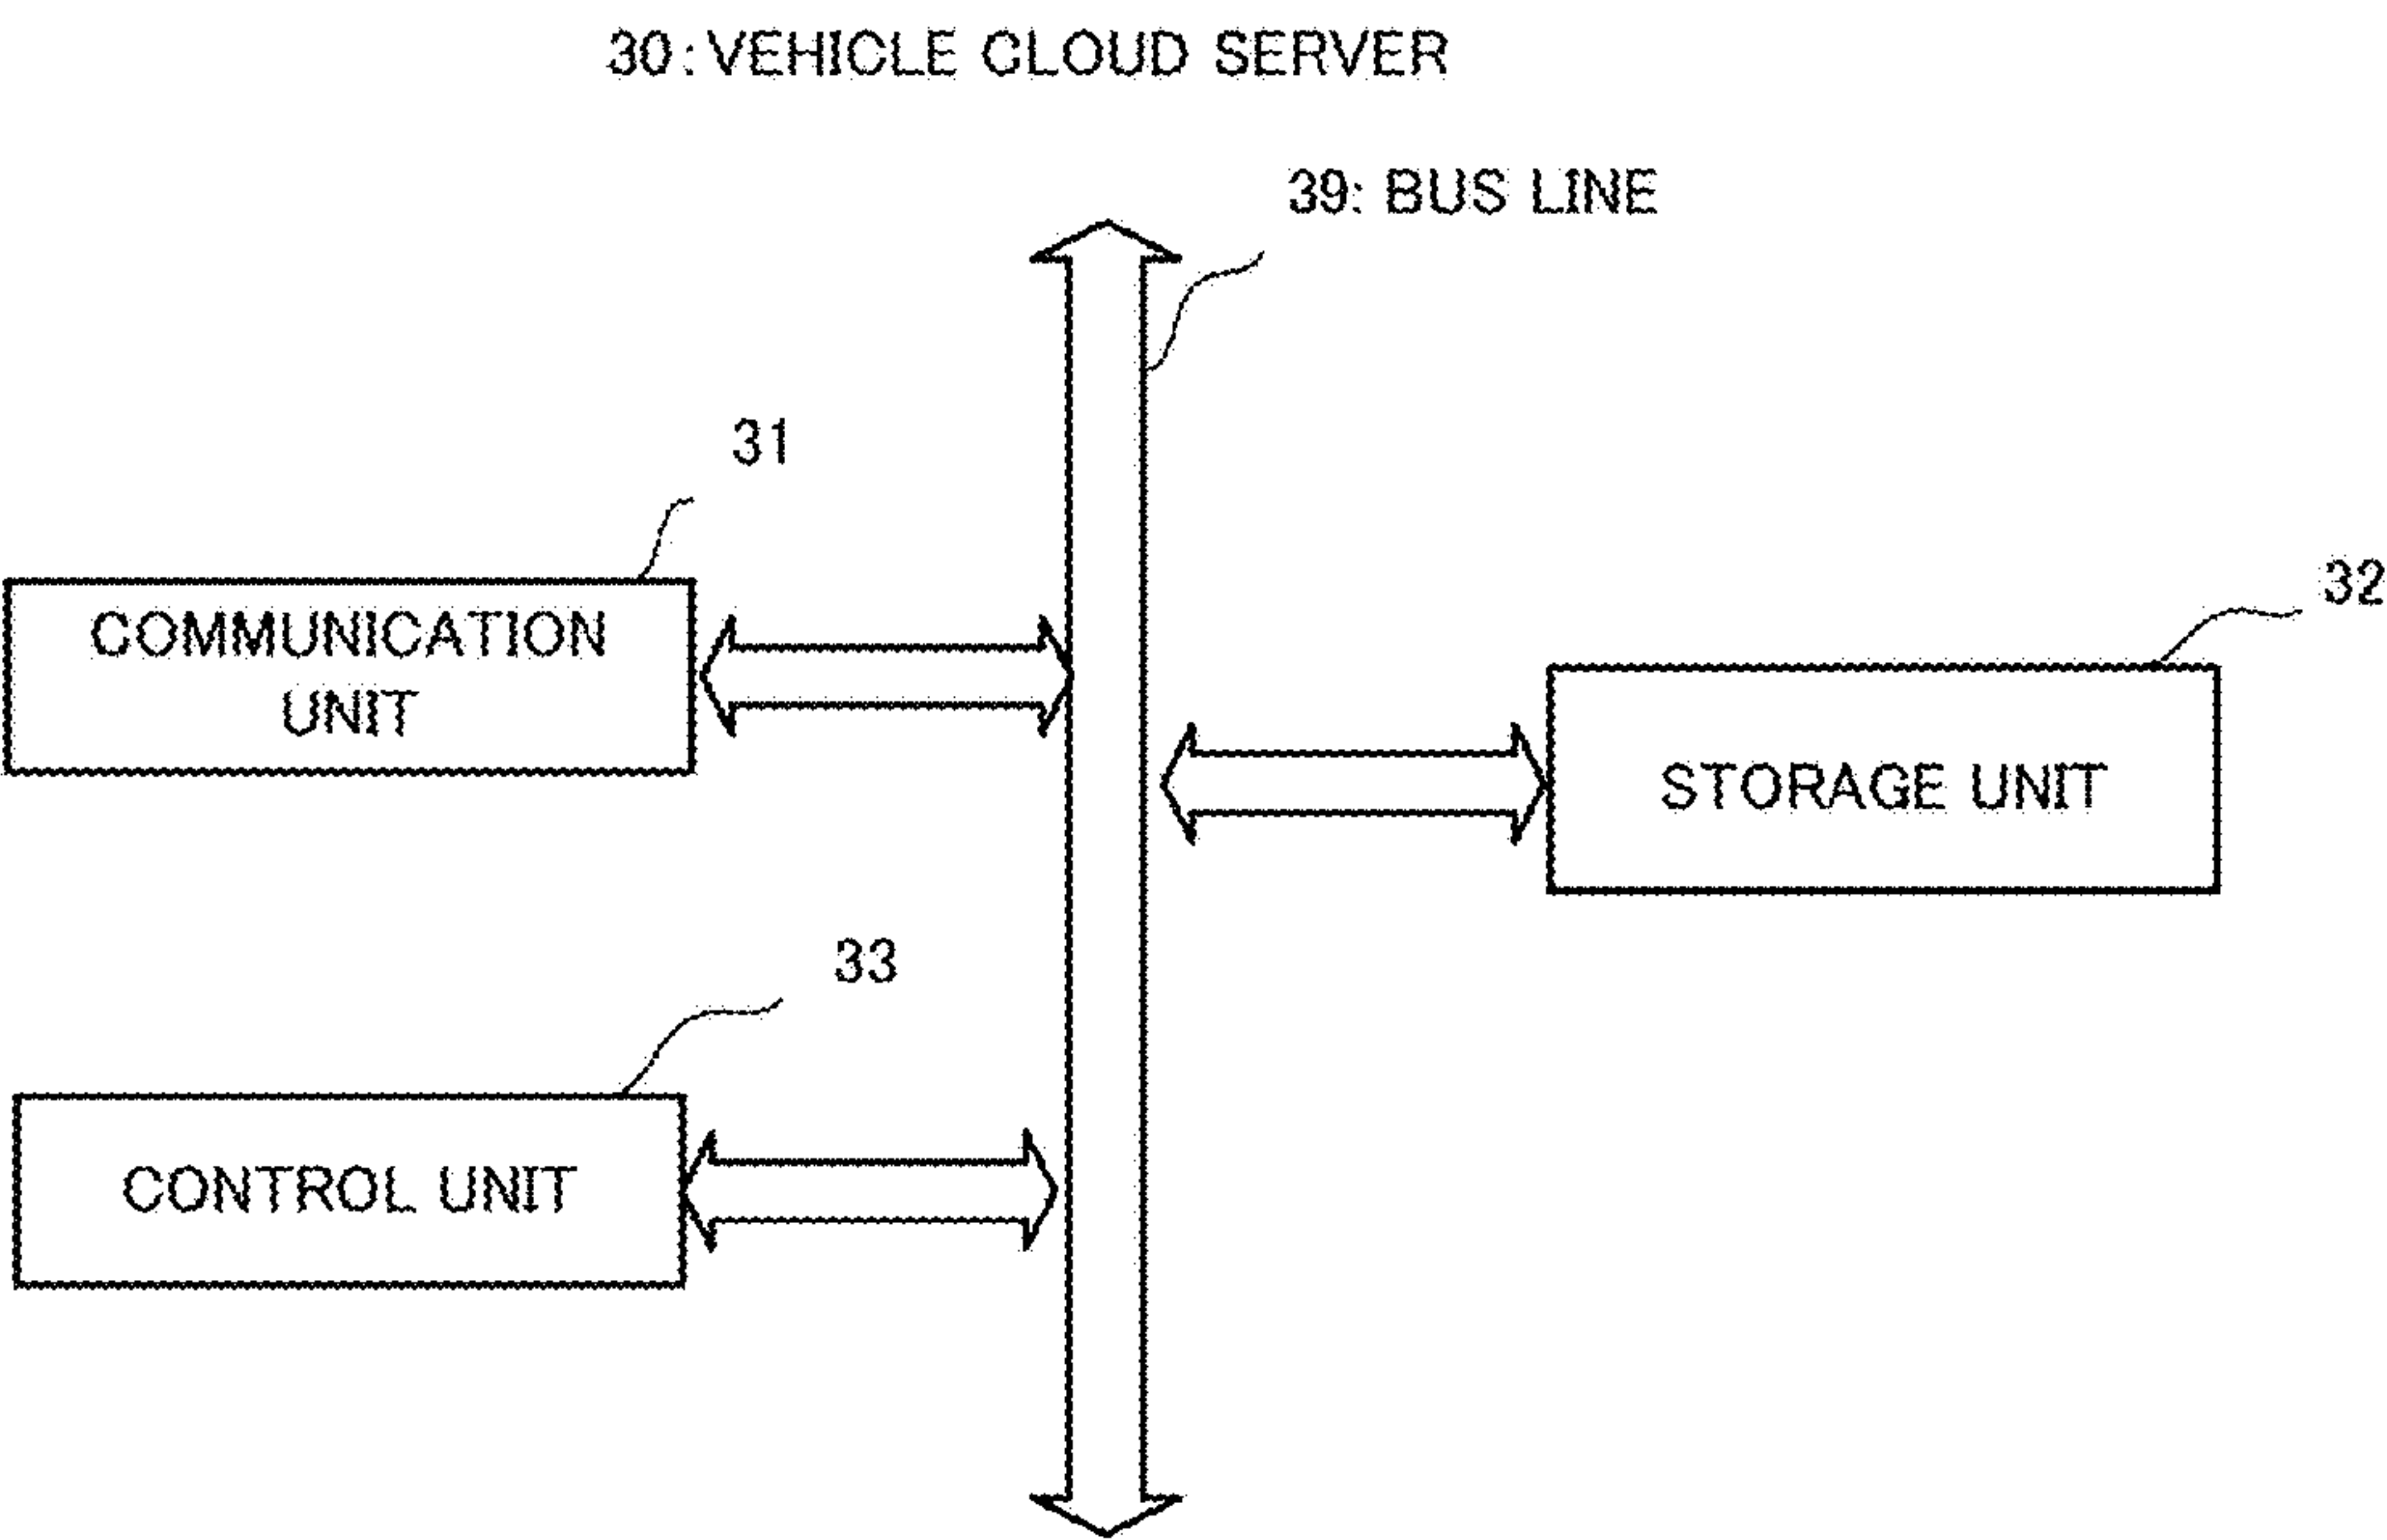 30: VEHICLE CLOUD SERVER
39: BUS LINE
31
COMMUNICATION
UNIT
32
STORAGE UNIT
33
CONTROL UNIT